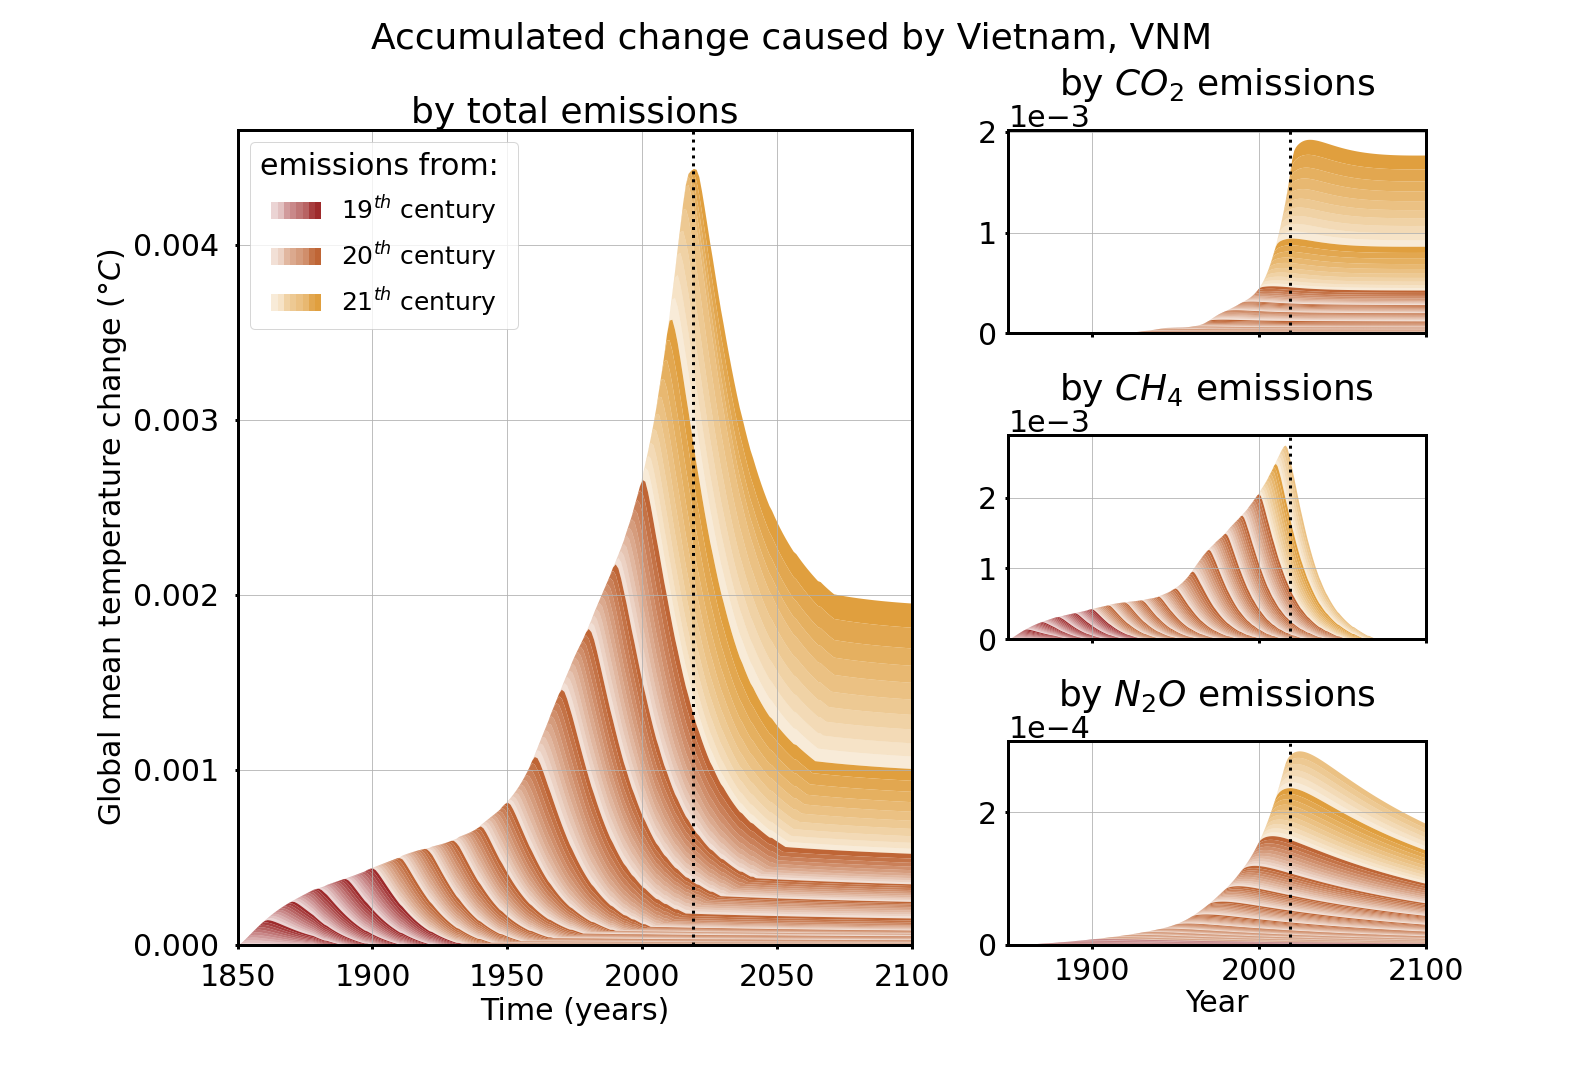 Accumulated change caused by Vietnam, VNM
by total emissions
emissions from:
19th century
20th century
21th century
Global mean temperature change (°C)
0.004
0.003
0.002
0.001
0.000
1850 1900 1950 2000 2050 2100
Time (years)
by CO₂ emissions
1e−3
2
1
0
by CH₄ emissions
1e−3
2
1
0
by N₂O emissions
1e−4
2
0
1900 2000 2100
Year